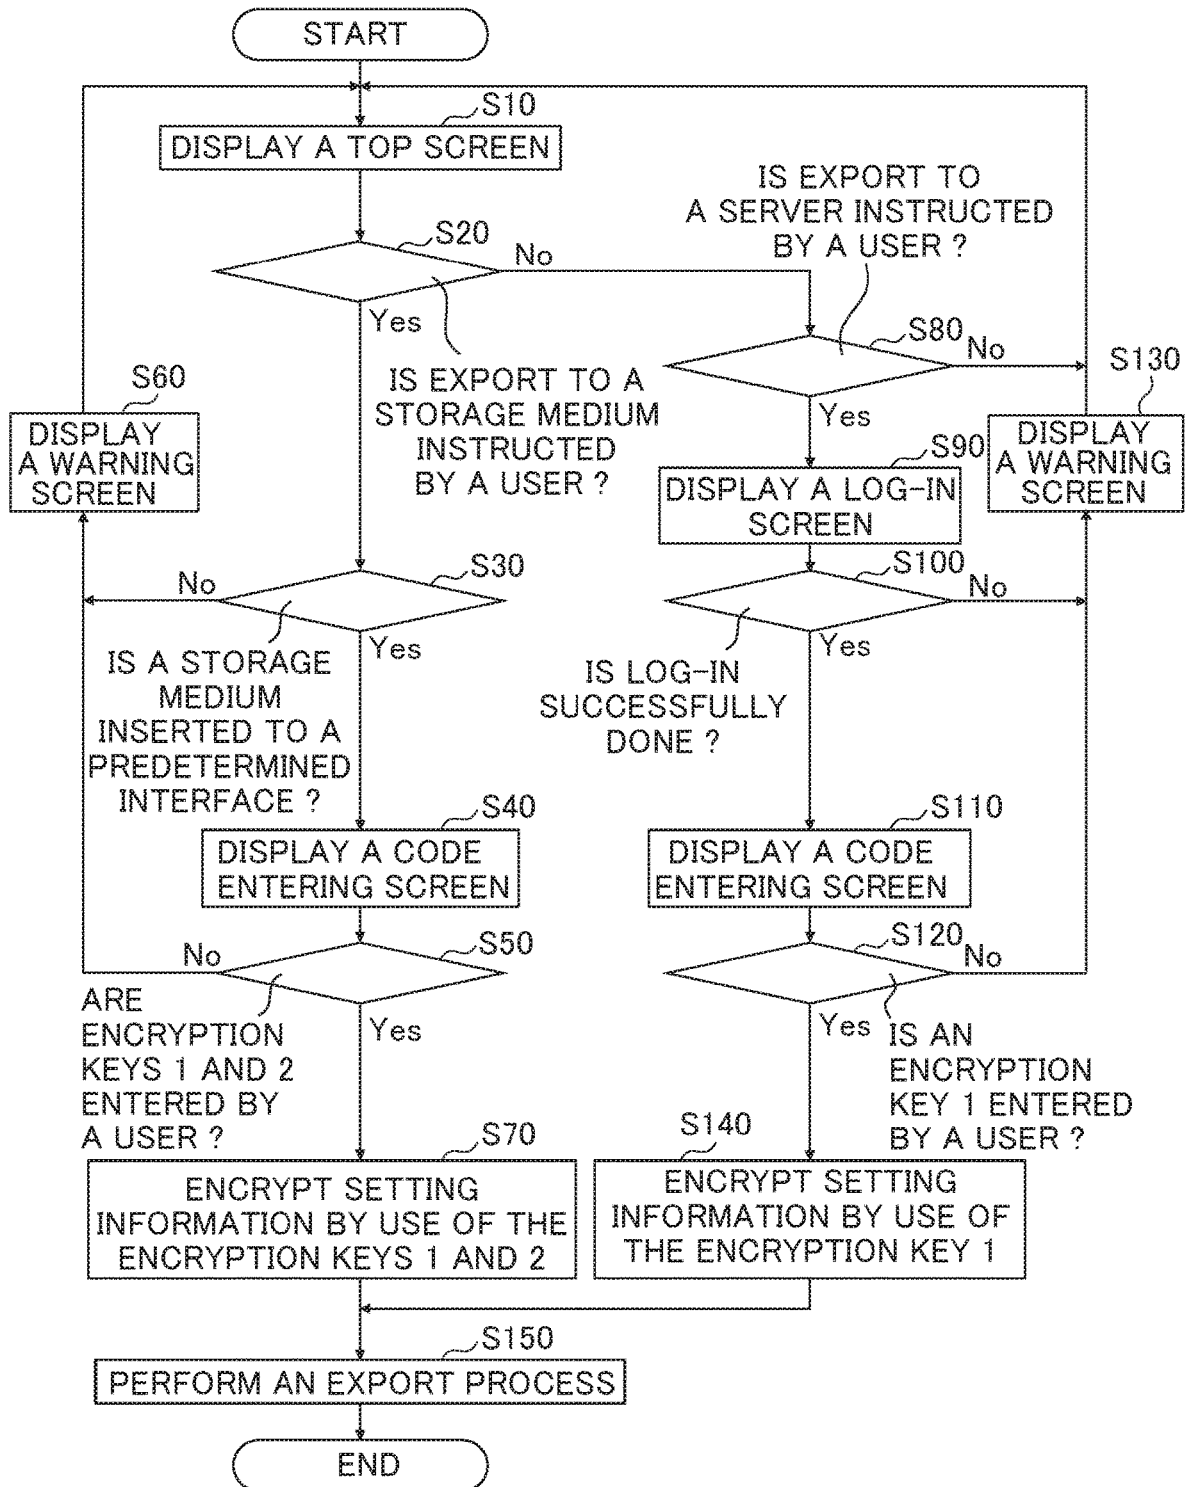 START
S10
DISPLAY A TOP SCREEN
IS EXPORT TO
A SERVER INSTRUCTED
BY A USER ?
S20
No
Yes
S80
No
Yes
IS EXPORT TO A
STORAGE MEDIUM
INSTRUCTED
BY A USER ?
S60
DISPLAY
A WARNING
SCREEN
S130
DISPLAY
A WARNING
SCREEN
S90
DISPLAY A LOG-IN
SCREEN
S30
No
Yes
IS A STORAGE
MEDIUM
INSERTED TO A
PREDETERMINED
INTERFACE ?
S100
No
Yes
IS LOG-IN
SUCCESSFULLY
DONE ?
S40
DISPLAY A CODE
ENTERING SCREEN
S110
DISPLAY A CODE
ENTERING SCREEN
S50
No
Yes
ARE
ENCRYPTION
KEYS 1 AND 2
ENTERED BY
A USER ?
S120
No
Yes
IS AN
ENCRYPTION
KEY 1 ENTERED
BY A USER ?
S70
ENCRYPT SETTING
INFORMATION BY USE OF THE
ENCRYPTION KEYS 1 AND 2
S140
ENCRYPT SETTING
INFORMATION BY USE OF
THE ENCRYPTION KEY 1
S150
PERFORM AN EXPORT PROCESS
END